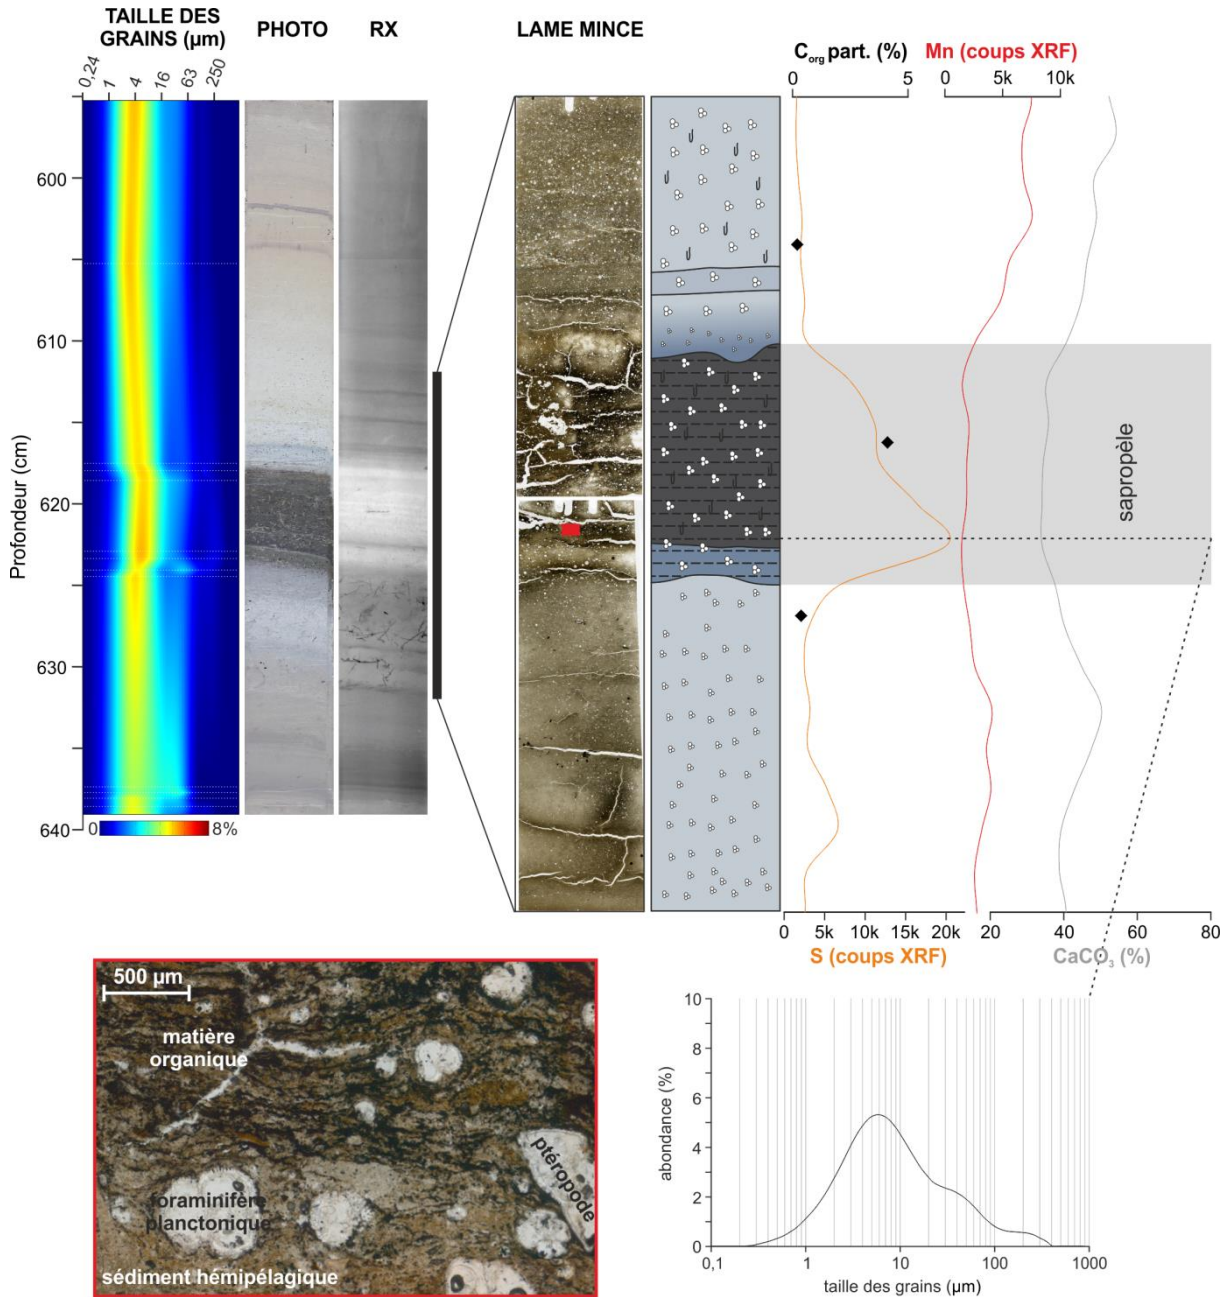 TAILLE DES
GRAINS (µm)
PHOTO
RX
LAME MINCE
C_org part. (%)
Mn (coups XRF)
0,24
1
4
16
63
250
0
5
0
5k
10k
600
610
620
630
640
Profondeur (cm)
0
8%
sapropèle
0
5k
10k
15k
20k
20
40
60
80
S (coups XRF)
CaCO₃ (%)
500 µm
matière
organique
ptéropode
foraminifère
planctonique
sédiment hémipélagique
10
8
6
4
2
0
abondance (%)
0,1
1
10
100
1000
taille des grains (µm)